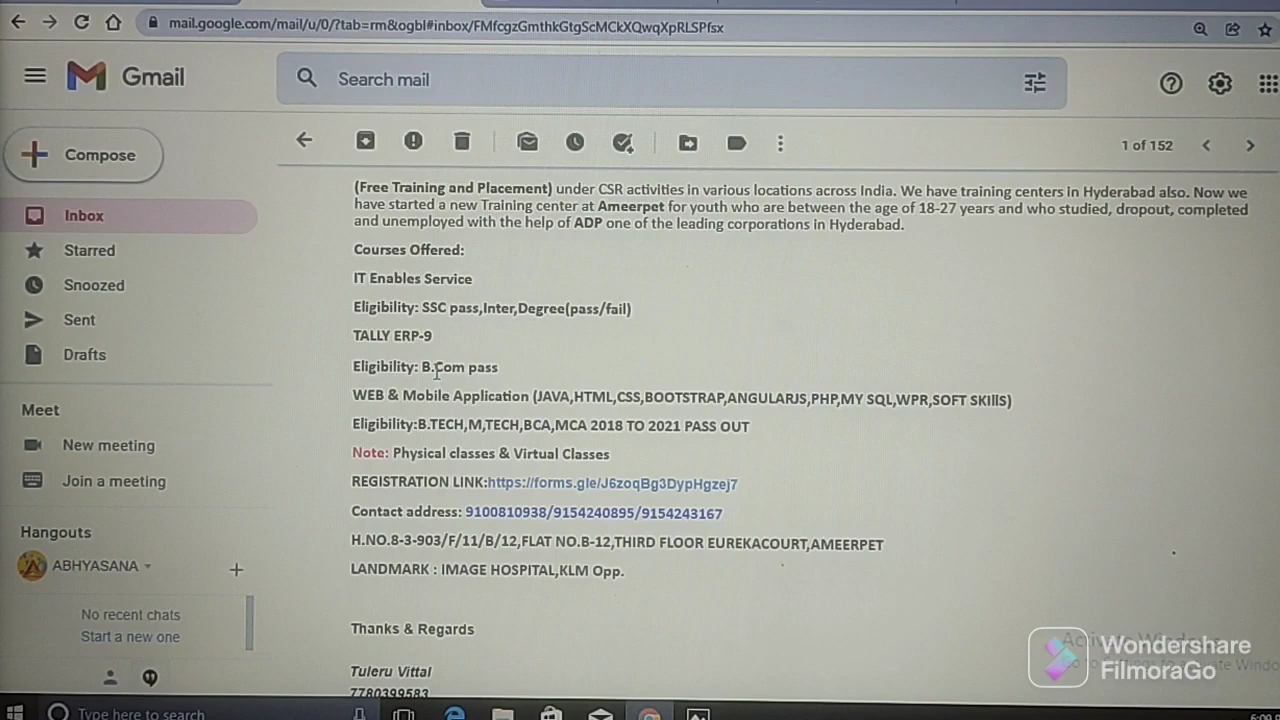 mail.google.com/mail/u/0/?tab=rm&ogbl#inbox/FMfcgzGmthkGtgScMCkXQwqXpRLSPfsx
Gmail
Search mail
Compose
1 of 152
Inbox
Starred
Snoozed
Sent
Drafts
Meet
New meeting
Join a meeting
Hangouts
ABHYASANA
No recent chats
Start a new one
(Free Training and Placement) under CSR activities in various locations across India. We have training centers in Hyderabad also. Now we
have started a new Training center at Ameerpet for youth who are between the age of 18-27 years and who studied, dropout, completed
and unemployed with the help of ADP one of the leading corporations in Hyderabad.
Courses Offered:
IT Enables Service
Eligibility: SSC pass,Inter,Degree(pass/fail)
TALLY ERP-9
Eligibility: B.Com pass
WEB & Mobile Application (JAVA,HTML,CSS,BOOTSTRAP,ANGULARJS,PHP,MY SQL,WPR,SOFT SKIllS)
Eligibility:B.TECH,M,TECH,BCA,MCA 2018 TO 2021 PASS OUT
Note: Physical classes & Virtual Classes
REGISTRATION LINK:https://forms.gle/J6zoqBg3DypHgzej7
Contact address: 9100810938/9154240895/9154243167
H.NO.8-3-903/F/11/B/12,FLAT NO.B-12,THIRD FLOOR EUREKACOURT,AMEERPET
LANDMARK : IMAGE HOSPITAL,KLM Opp.
Thanks & Regards
Tuleru Vittal
7780399583
Wondershare
FilmoraGo
Type here to search